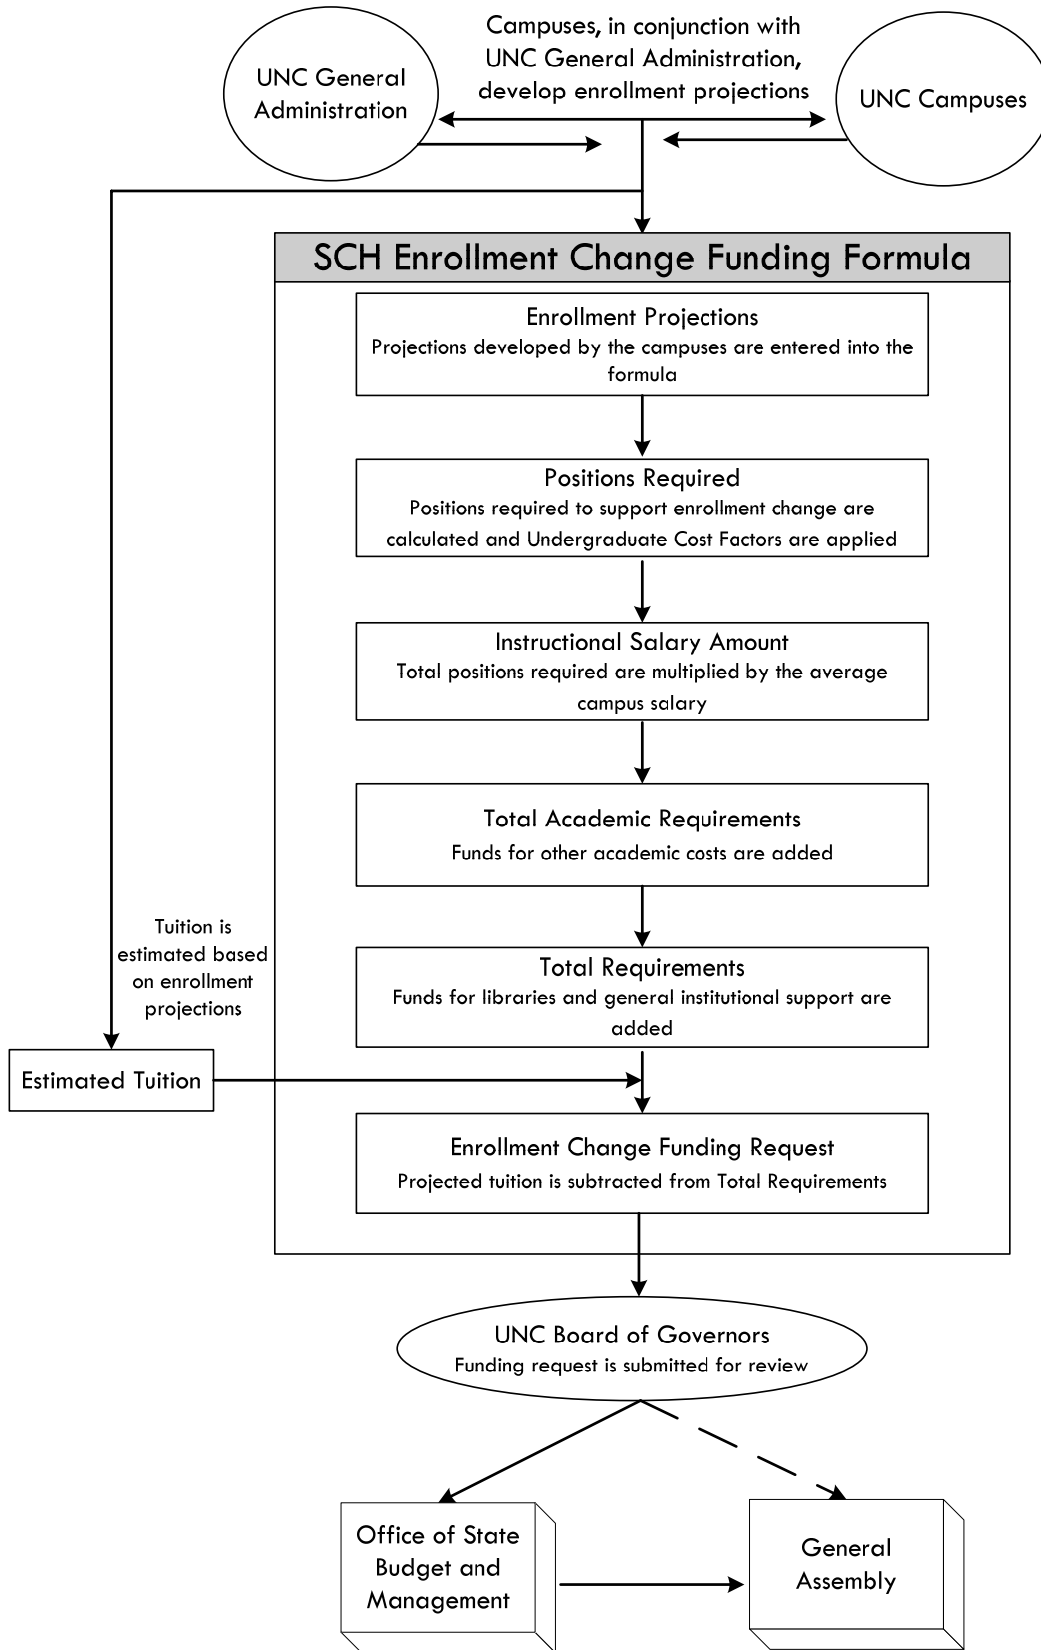 Campuses, in conjunction with
UNC General Administration,
develop enrollment projections
UNC General
Administration
UNC Campuses
SCH Enrollment Change Funding Formula
Enrollment Projections
Projections developed by the campuses are entered into the
formula
Positions Required
Positions required to support enrollment change are
calculated and Undergraduate Cost Factors are applied
Instructional Salary Amount
Total positions required are multiplied by the average
campus salary
Total Academic Requirements
Funds for other academic costs are added
Tuition is
estimated based
on enrollment
projections
Total Requirements
Funds for libraries and general institutional support are
added
Estimated Tuition
Enrollment Change Funding Request
Projected tuition is subtracted from Total Requirements
UNC Board of Governors
Funding request is submitted for review
Office of State
Budget and
Management
General
Assembly